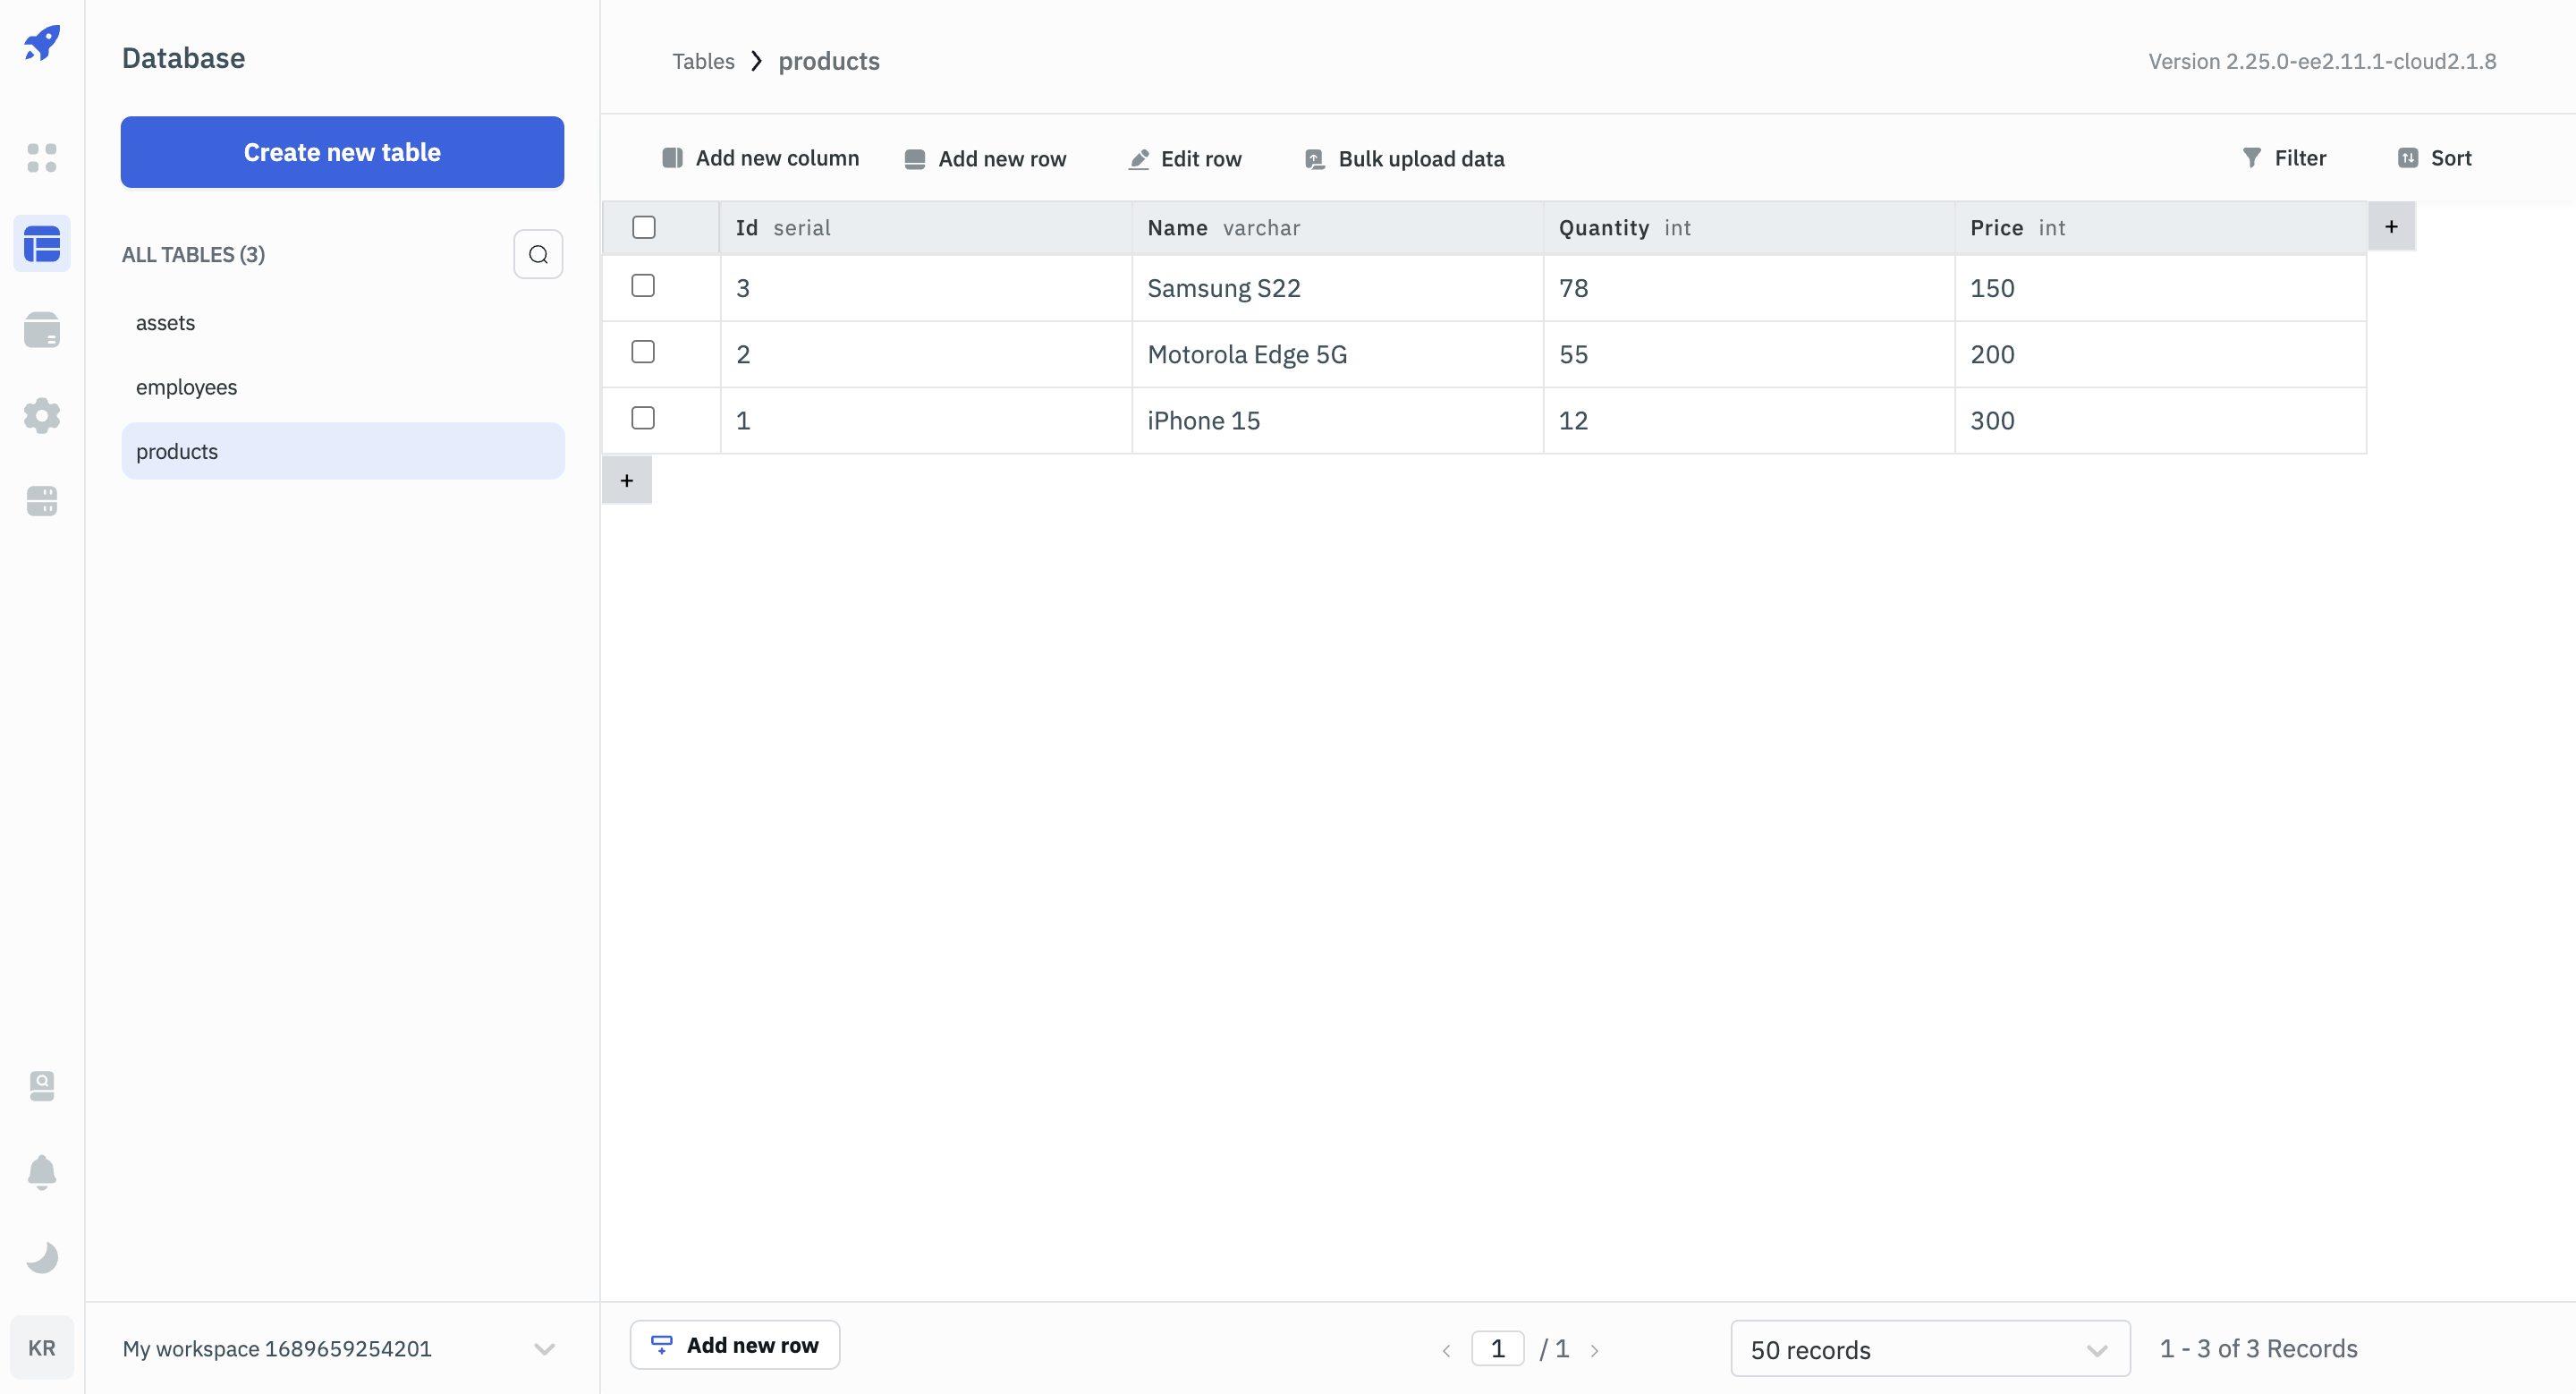 Database
Create new table
ALL TABLES (3)
assets
employees
products
KR
My workspace 1689659254201
Tables products
Version 2.25.0-ee2.11.1-cloud2.1.8
Add new column Add new row Edit row Bulk upload data Filter Sort
Id serial Name varchar Quantity int Price int +
3 Samsung S22 78 150
2 Motorola Edge 5G 55 200
1 iPhone 15 12 300
+
Add new row 1 / 1 50 records 1 - 3 of 3 Records